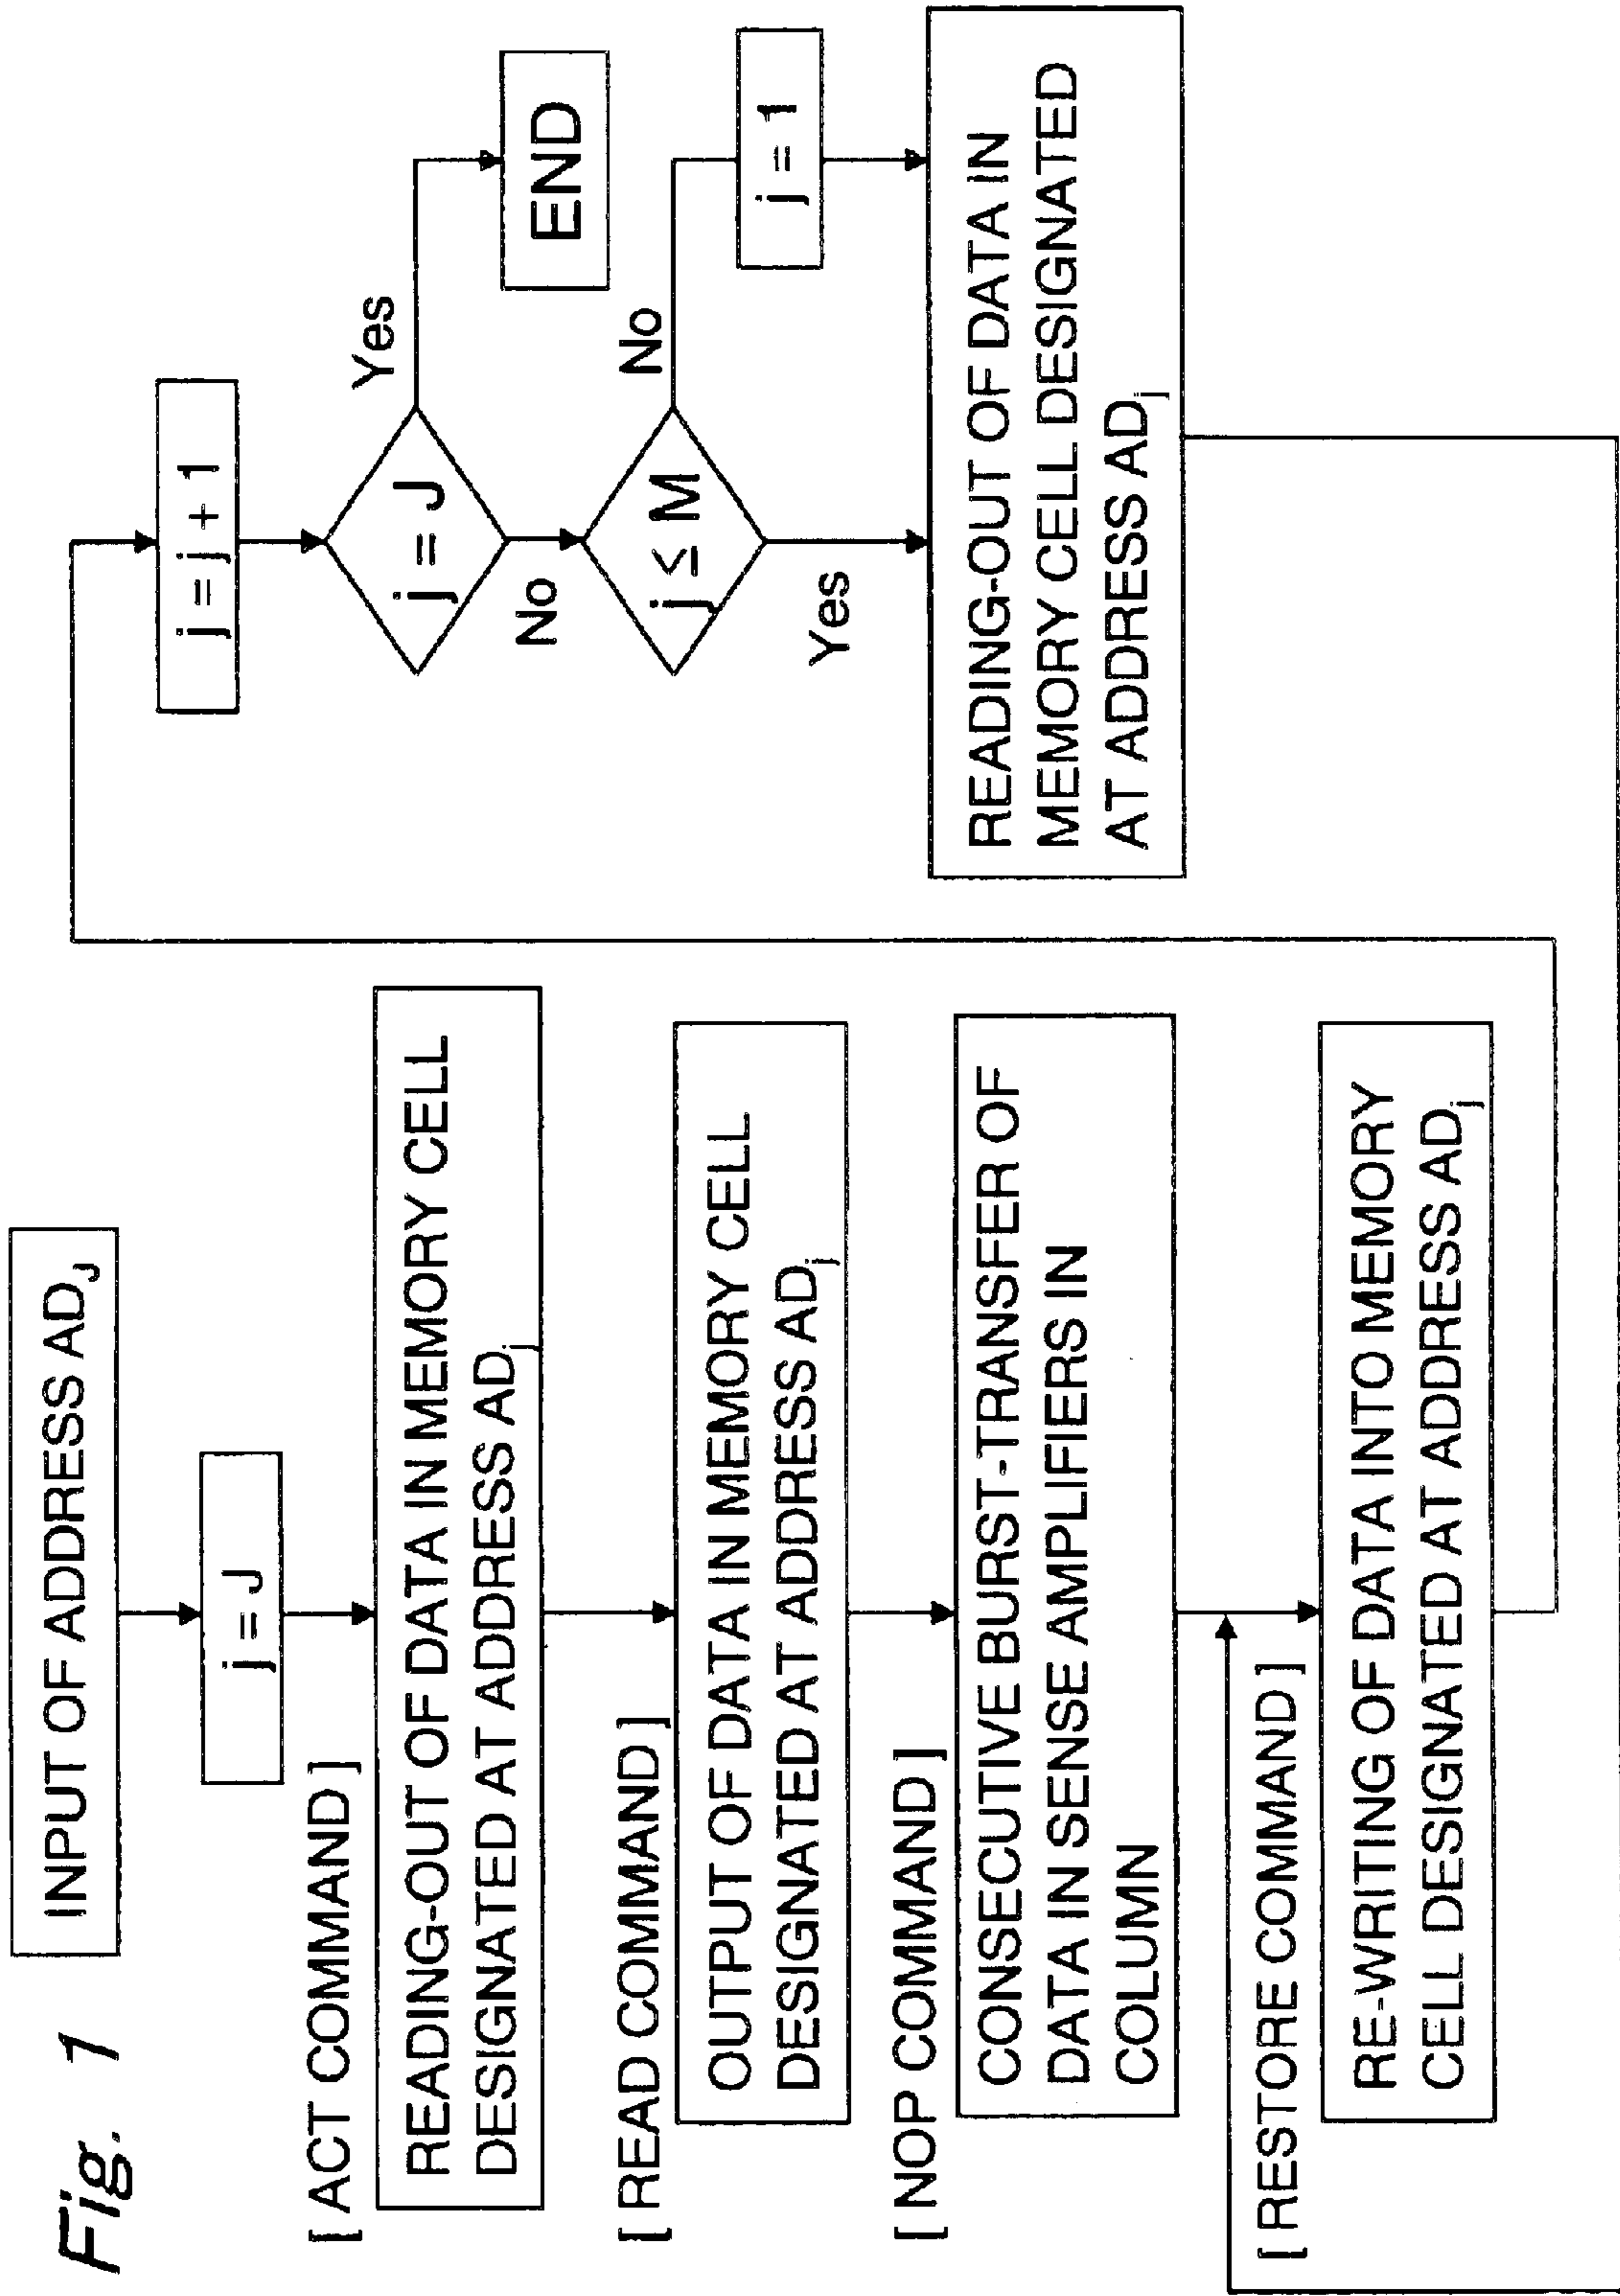 Fig. 1
INPUT OF ADDRESS AD_J
j = J
[ ACT COMMAND ]
READING-OUT OF DATA IN MEMORY CELL
DESIGNATED AT ADDRESS AD_j
[ READ COMMAND ]
OUTPUT OF DATA IN MEMORY CELL
DESIGNATED AT ADDRESS AD_j
[ NOP COMMAND ]
CONSECUTIVE BURST-TRANSFER OF
DATA IN SENSE AMPLIFIERS IN
COLUMN
[ RESTORE COMMAND ]
RE-WRITING OF DATA INTO MEMORY
CELL DESIGNATED AT ADDRESS AD_j
j = j + 1
j = J
Yes
END
No
j ≤ M
No
j = 1
Yes
READING-OUT OF DATA IN
MEMORY CELL DESIGNATED
AT ADDRESS AD_j